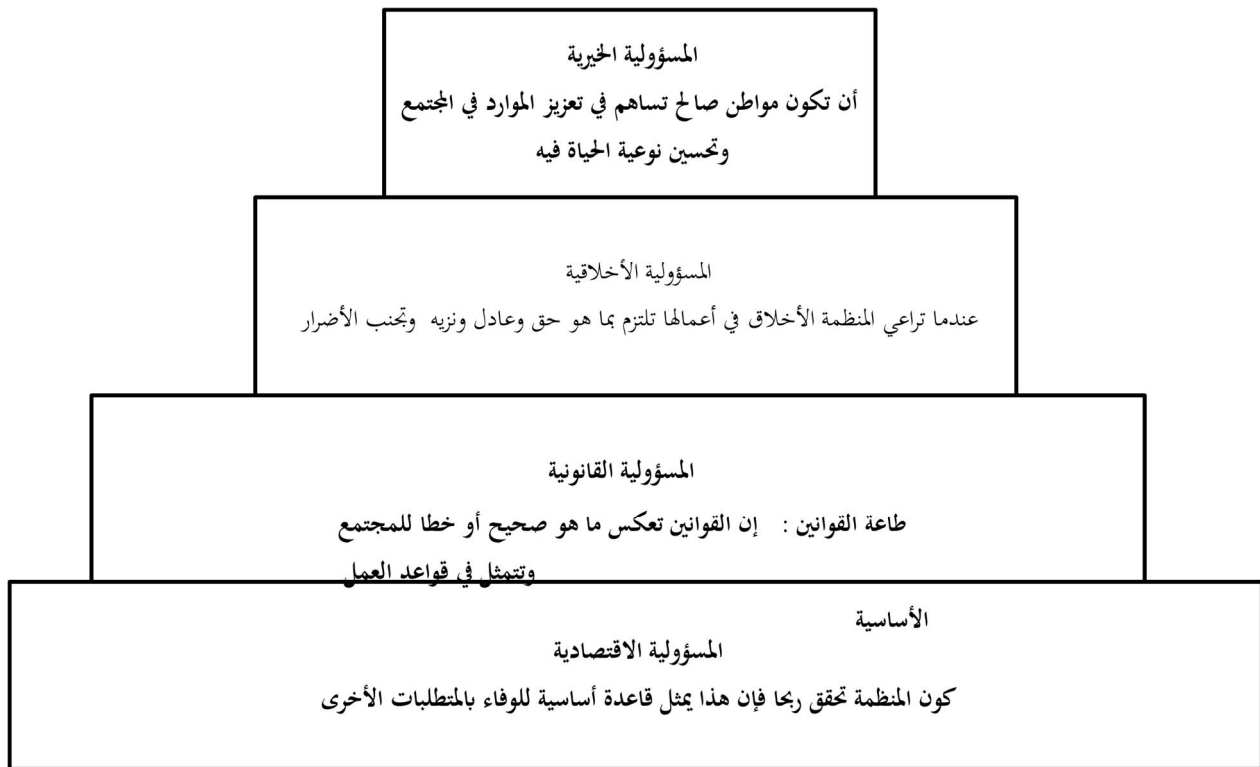 المسؤولية الخيرية
أن تكون مواطن صالح تساهم في تعزيز الموارد في المجتمع
وتحسين نوعية الحياة فيه
المسؤولية الأخلاقية
عندما تراعي المنظمة الأخلاق في أعمالها تلتزم بما هو حق وعادل ونزيه وتجنب الأضرار
المسؤولية القانونية
طاعة القوانين : إن القوانين تعكس ما هو صحيح أو خطا للمجتمع
وتتمثل في قواعد العمل
الأساسية
المسؤولية الاقتصادية
كون المنظمة تحقق ربحا فإن هذا يمثل قاعدة أساسية للوفاء بالمتطلبات الأخرى